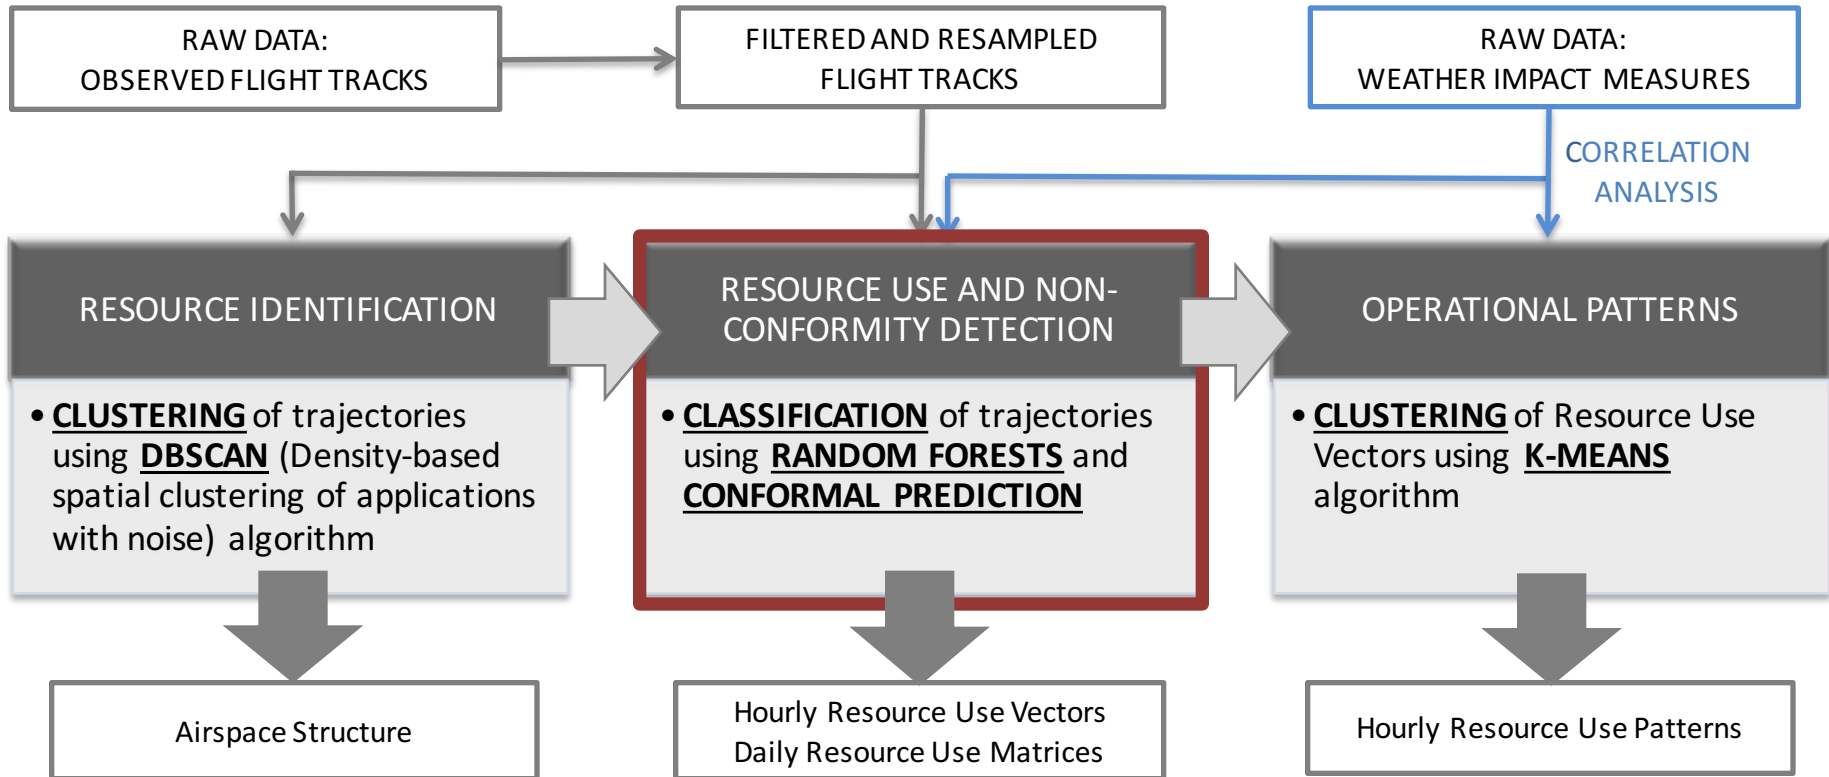 RAW DATA:
OBSERVED FLIGHT TRACKS
FILTERED AND RESAMPLED
FLIGHT TRACKS
RAW DATA:
WEATHER IMPACT MEASURES
CORRELATION
ANALYSIS
RESOURCE IDENTIFICATION
• CLUSTERING of trajectories
using DBSCAN (Density-based
spatial clustering of applications
with noise) algorithm
RESOURCE USE AND NON-
CONFORMITY DETECTION
• CLASSIFICATION of trajectories
using RANDOM FORESTS and
CONFORMAL PREDICTION
OPERATIONAL PATTERNS
• CLUSTERING of Resource Use
Vectors using K-MEANS
algorithm
Airspace Structure
Hourly Resource Use Vectors
Daily Resource Use Matrices
Hourly Resource Use Patterns